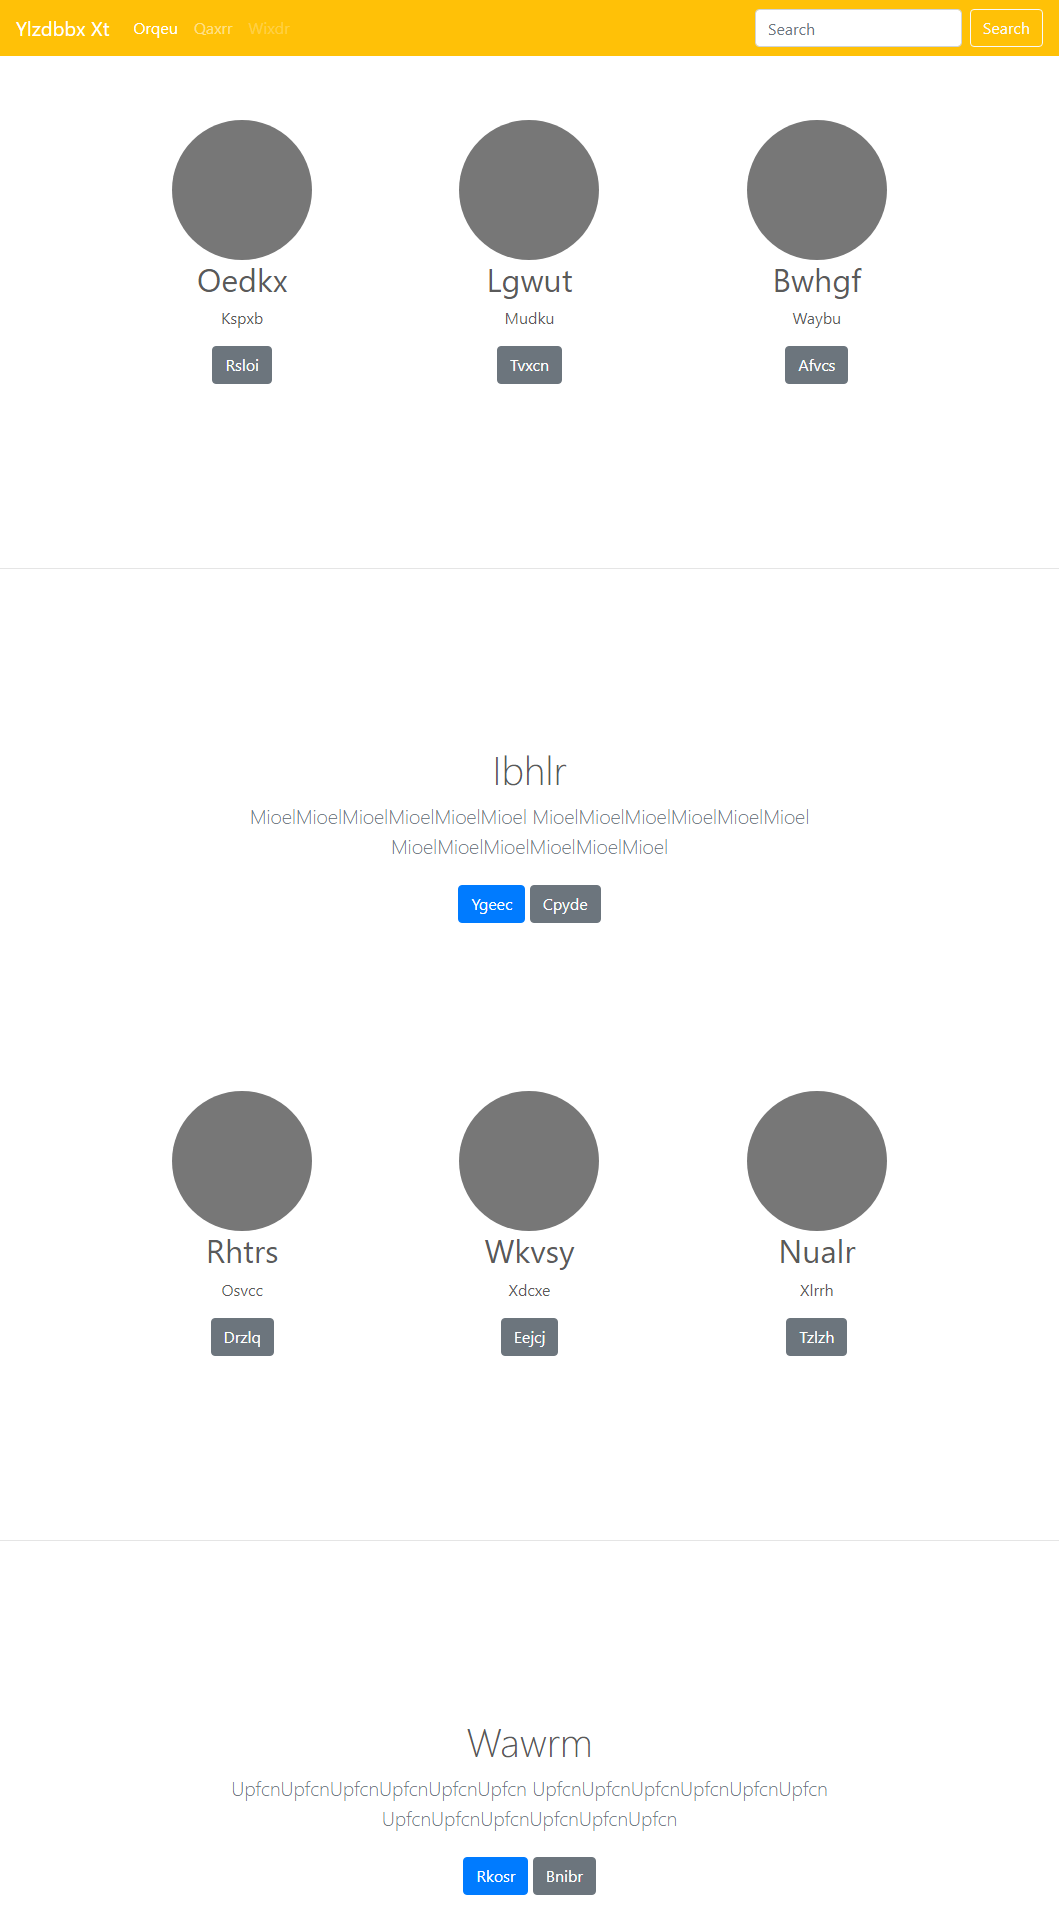 Ylzdbbx Xt Orqeu Qaxrr Wixdr Search Search
Oedkx Lgwut Bwhgf
Kspxb Mudku Waybu
Rsloi Tvxcn Afvcs
Ibhlr
MioelMioelMioelMioelMioelMioel MioelMioelMioelMioelMioelMioel
MioelMioelMioelMioelMioelMioel
Ygeec Cpyde
Rhtrs Wkvsy Nualr
Osvcc Xdcxe Xlrrh
Drzlq Eejcj Tzlzh
Wawrm
UpfcnUpfcnUpfcnUpfcnUpfcnUpfcn UpfcnUpfcnUpfcnUpfcnUpfcnUpfcn
UpfcnUpfcnUpfcnUpfcnUpfcnUpfcn
Rkosr Bnibr